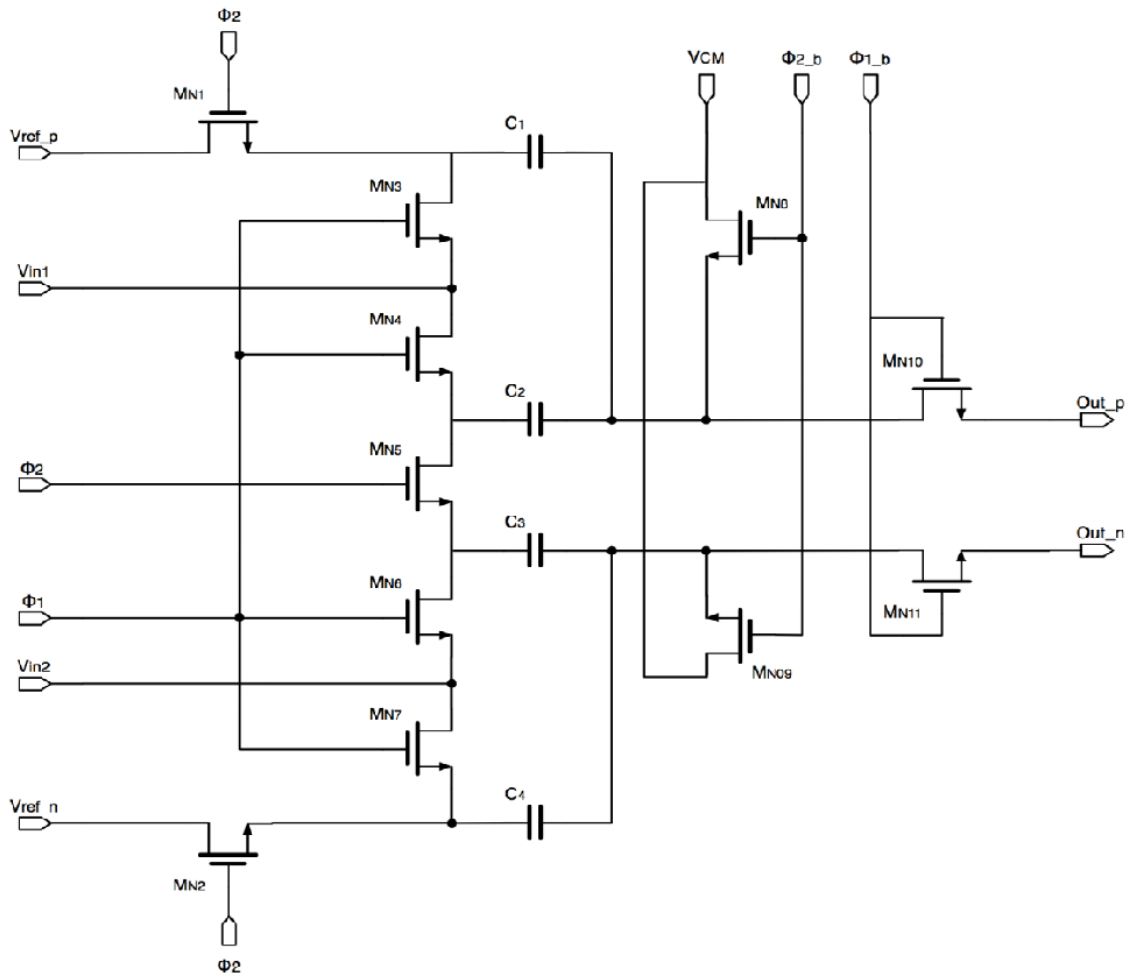 Φ2
VCM
Φ2_b
Φ1_b
MN1
Vref_p
C1
MN3
MN8
Vin1
MN4
MN10
C2
Out_p
MN5
Φ2
C3
Out_n
MN6
Φ1
MN11
Vin2
MN09
MN7
Vref_n
C4
MN2
Φ2